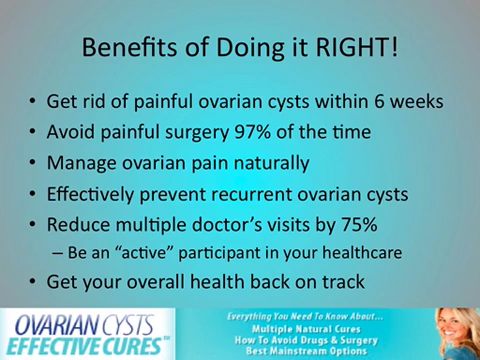 Benefits of Doing it RIGHT!
• Get rid of painful ovarian cysts within 6 weeks
• Avoid painful surgery 97% of the time
• Manage ovarian pain naturally
• Effectively prevent recurrent ovarian cysts
• Reduce multiple doctor's visits by 75%
– Be an "active" participant in your healthcare
• Get your overall health back on track
OVARIAN CYSTS
EFFECTIVE CURES™
Everything You Need To Know About...
Multiple Natural Cures
How To Avoid Drugs & Surgery
Best Mainstream Options